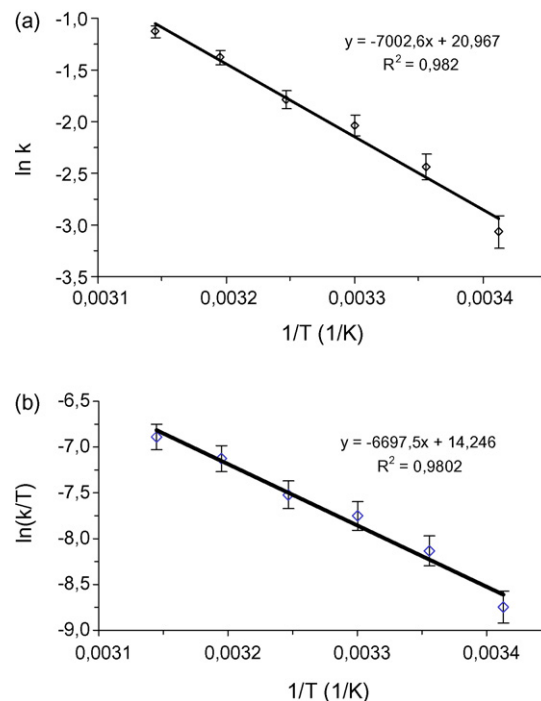 (a)
-1,0
-1,5
-2,0
-2,5
-3,0
-3,5
ln k
y = -7002,6x + 20,967
R² = 0,982
0,0031 0,0032 0,0033 0,0034
1/T (1/K)
(b)
-6,5
-7,0
-7,5
-8,0
-8,5
-9,0
ln(k/T)
y = -6697,5x + 14,246
R² = 0,9802
0,0031 0,0032 0,0033 0,0034
1/T (1/K)